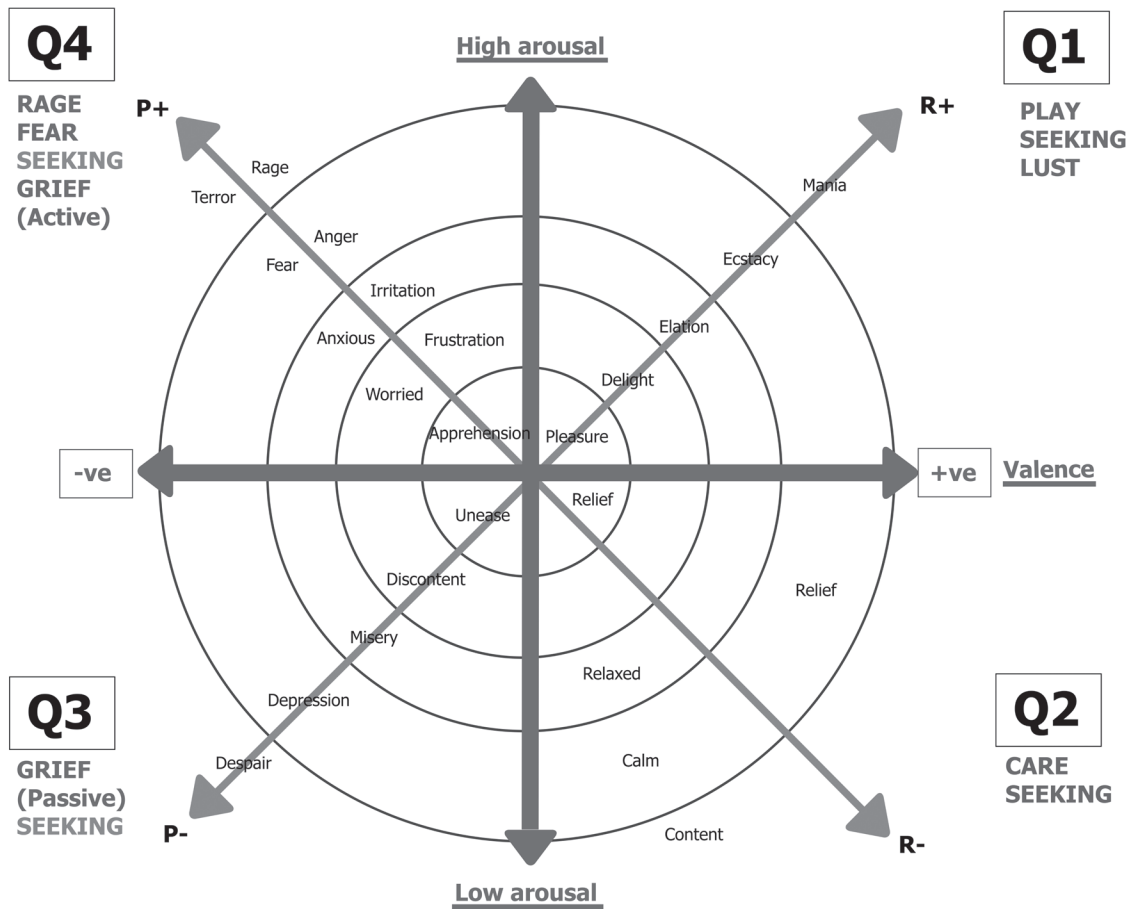 Q4
High arousal
Q1
RAGE
FEAR
SEEKING
GRIEF
(Active)
P+
R+
PLAY
SEEKING
LUST
Rage
Terror
Mania
Anger
Fear
Ecstacy
Irritation
Anxious
Frustration
Elation
Worried
Delight
Apprehension
Pleasure
-ve
+ve
Valence
Unease
Relief
Discontent
Relief
Misery
Relaxed
Depression
Despair
Calm
Content
Q3
GRIEF
(Passive)
SEEKING
P-
Q2
CARE
SEEKING
R-
Low arousal